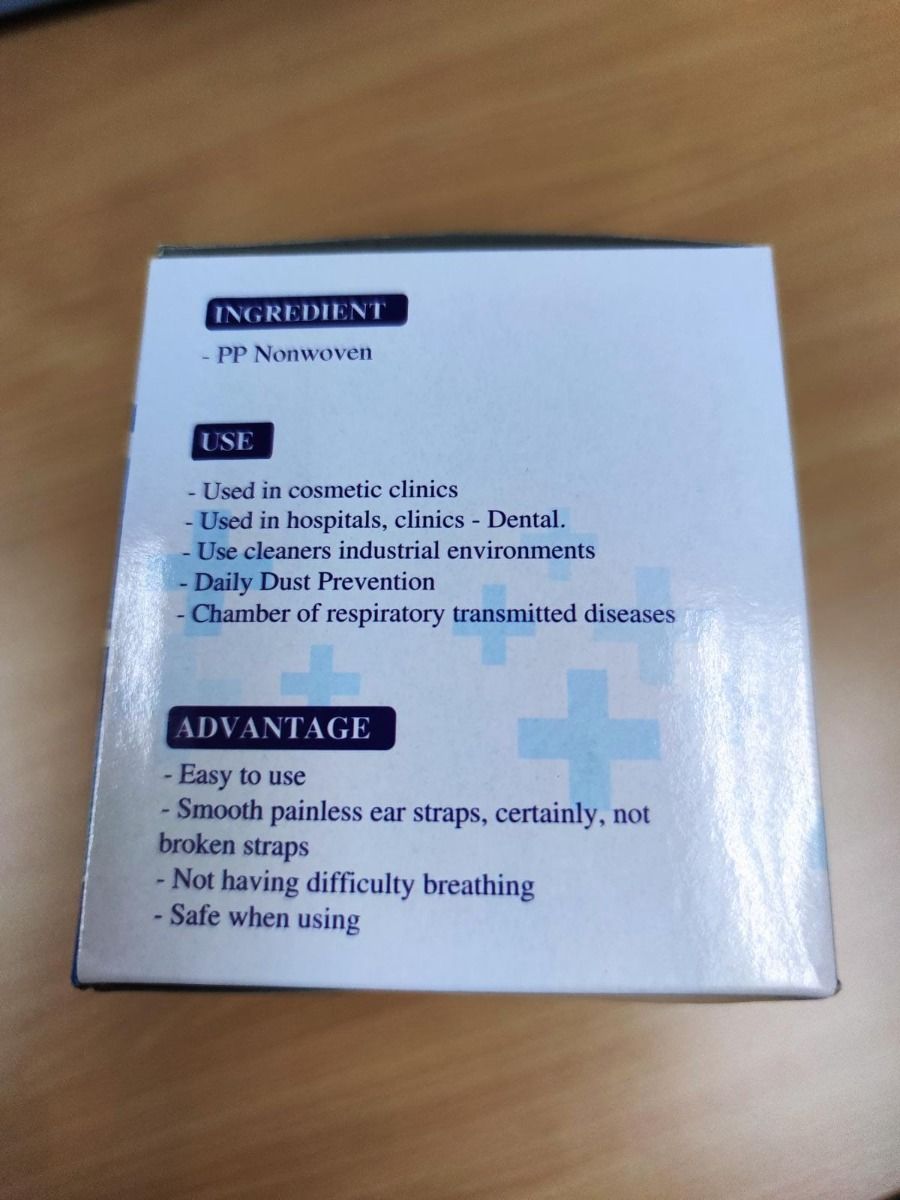 INGREDIENT
- PP Nonwoven
USE
- Used in cosmetic clinics
- Used in hospitals, clinics - Dental.
- Use cleaners industrial environments
- Daily Dust Prevention
- Chamber of respiratory transmitted diseases
ADVANTAGE
- Easy to use
- Smooth painless ear straps, certainly, not
broken straps
- Not having difficulty breathing
- Safe when using